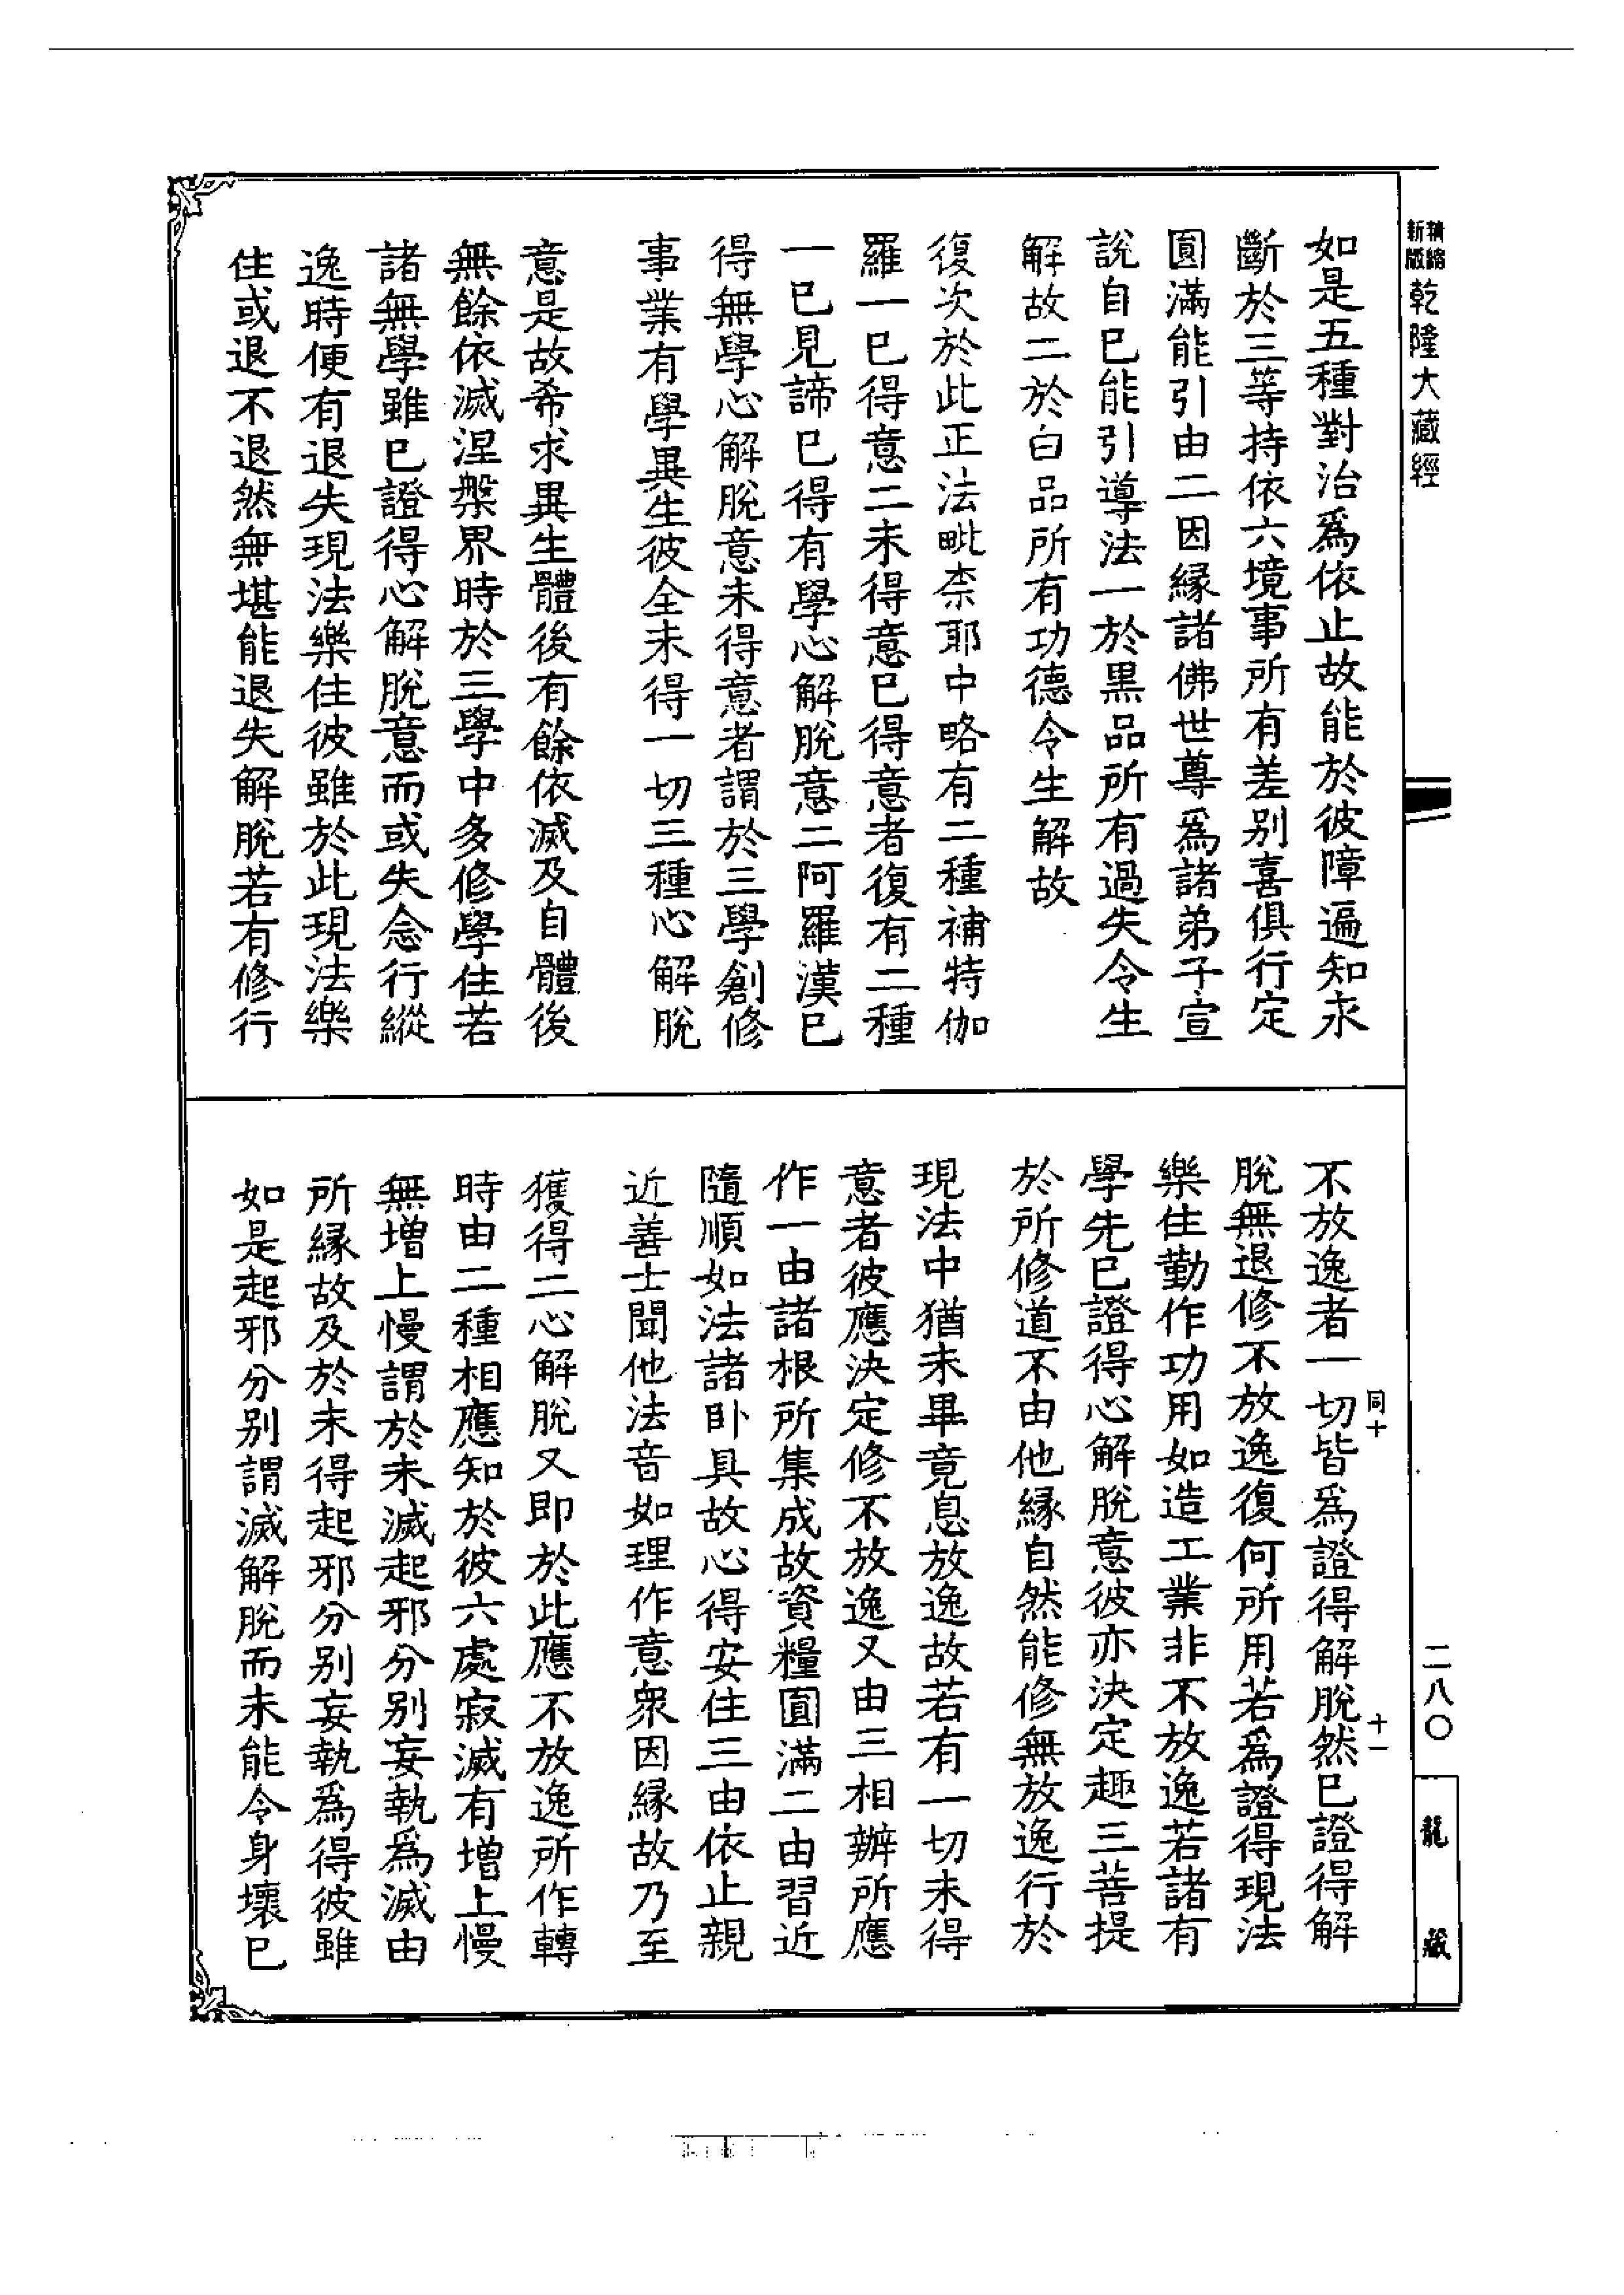 新版精縮乾隆大藏經
如是五種對治爲依止故能於彼障遍知永
斷於三等持依六境事所有差别喜俱行定
圓滿能引由二因緣諸佛世尊爲諸弟子宣
說自已能引導法一於黒品所有過失令生
解故二於白品所有功德令生解故
復次於此正法毗柰耶中略有二種補特伽
羅一已得意二未得意已得意者復有二種
一已見諦已得有學心解脫意二阿羅漢已
得無學心解脫意未得意者謂於三學創修
事業有學異生彼全未得一切三種心解脫
意是故希求異生體後有餘依滅及自體後
無餘依滅涅槃界時於三學中多修學住若
諸無學雖已證得心解脫意而或失念行縱
逸時便有退失現法樂住彼雖於此現法樂
住或退不退然無堪能退失解脫若有修行
不放逸者一切皆爲證得解脫然已證得解
脫無退修不放逸復何所用若爲證得現法
樂住勤作功用如造工業非不放逸若諸有
學先已證得心解脫意彼亦決定趣三菩提
於所修道不由他緣自然能修無放逸行於
現法中猶未畢竟息放逸故若有一切未得
意者彼應決定修不放逸又由三相辦所應
作一由諸根所集成故資糧圓滿二由習近
隨順如法諸卧具故心得安住三由依止親
近善士聞他法音如理作意衆因緣故乃至
獲得二心解脫又即於此應不放逸所作轉
時由二種相應知於彼六處寂滅有增上慢
無增上慢謂於未滅起邪分别妄執爲滅由
所緣故及於未得起邪分别妄執爲得彼雖
如是起邪分别謂滅解脫而未能令身壞已
同十
十一
二八〇
龍藏